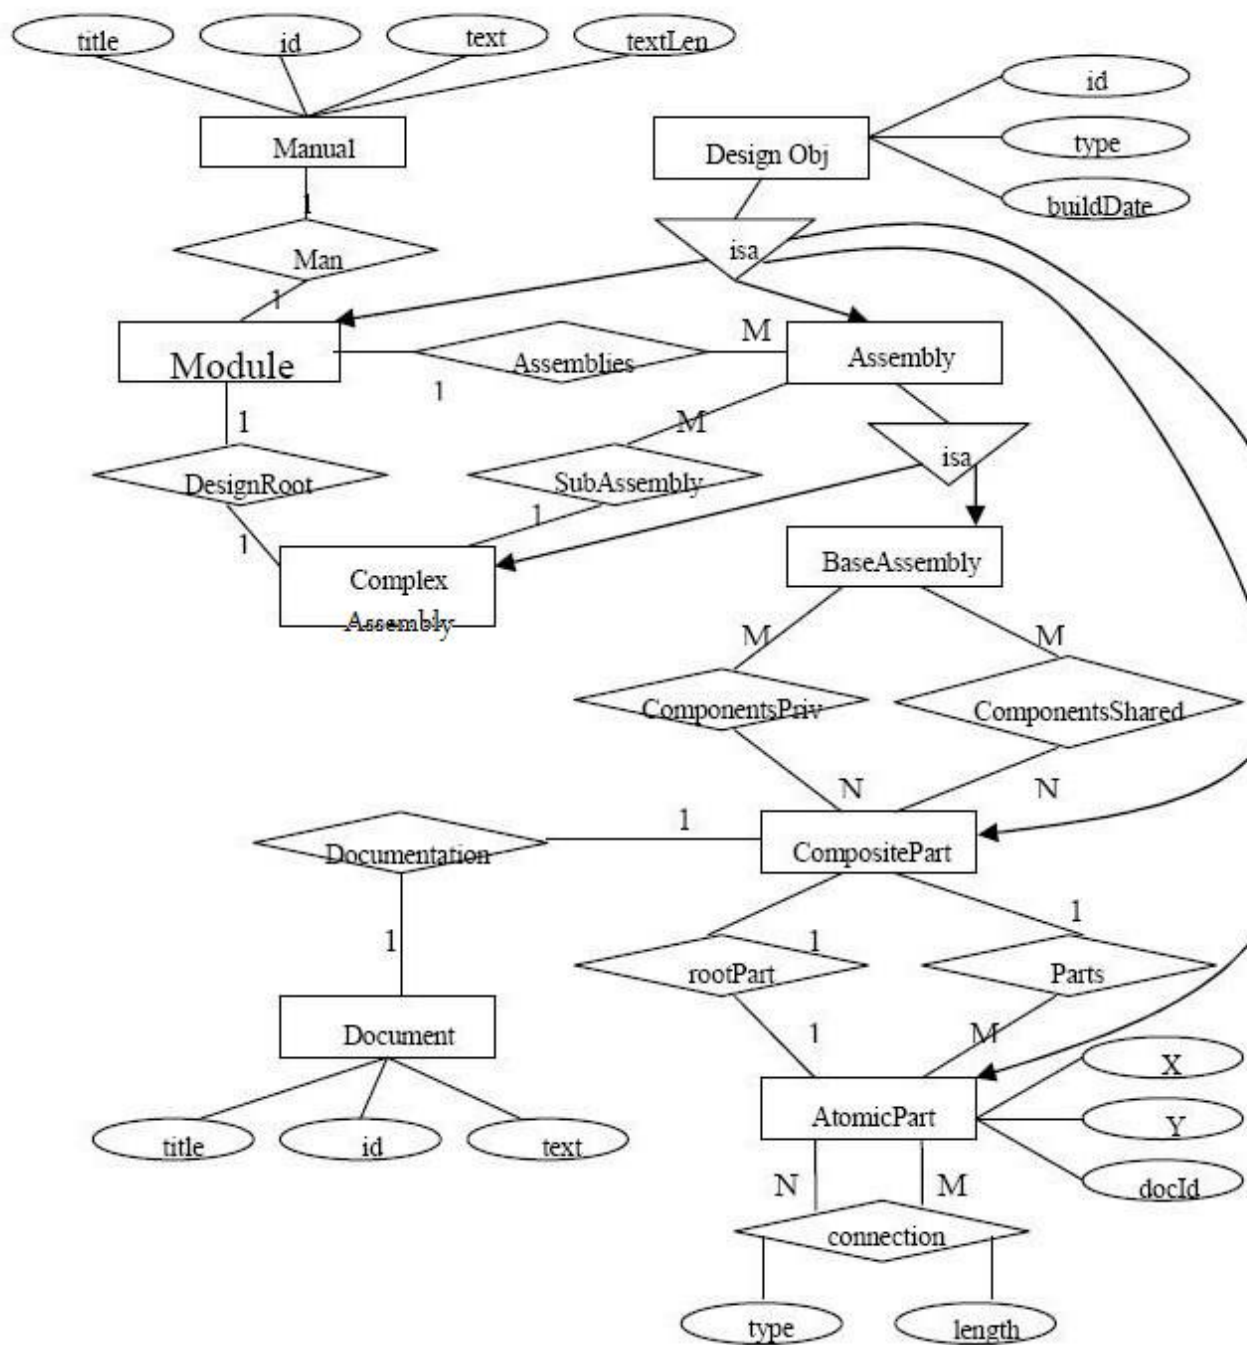 title id text textLen
id
Manual
Design Obj
type
buildDate
1
isa
Man
1
Module
1
Assemblies
M
Assembly
1
M
isa
DesignRoot
SubAssembly
1
1
Complex
Assembly
BaseAssembly
M
M
ComponentsPriv
ComponentsShared
N
N
1
Documentation
CompositePart
1
1
1
rootPart
Parts
1
M
Document
X
AtomicPart
Y
title id text
N
M
docId
connection
type
length